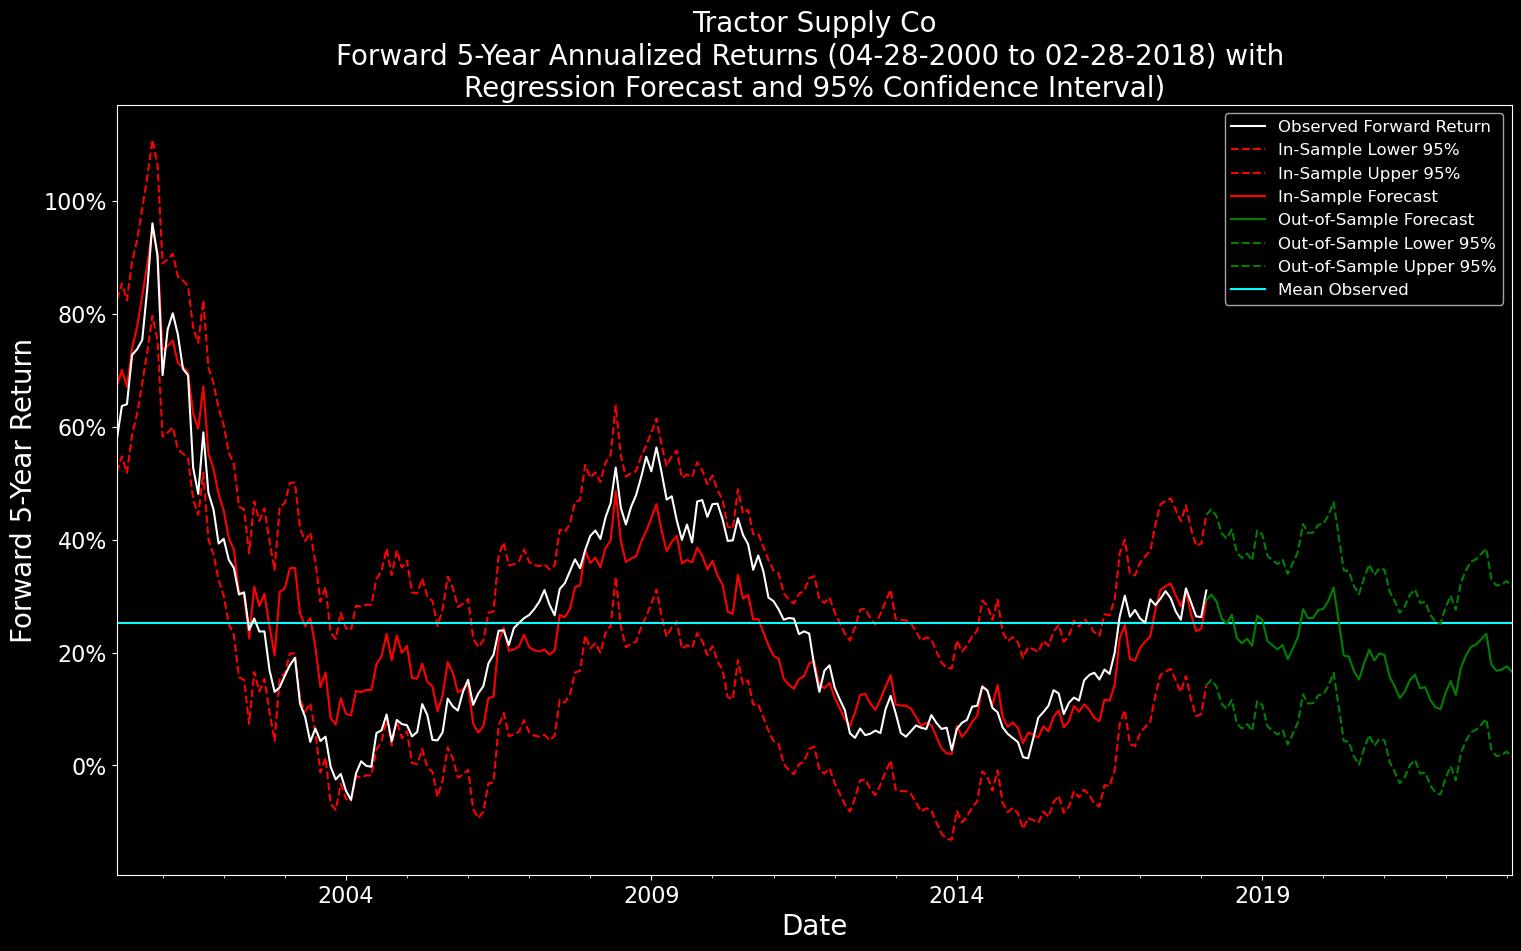 Tractor Supply Co
Forward 5-Year Annualized Returns (04-28-2000 to 02-28-2018) with
Regression Forecast and 95% Confidence Interval)
Observed Forward Return
In-Sample Lower 95%
In-Sample Upper 95%
In-Sample Forecast
Out-of-Sample Forecast
Out-of-Sample Lower 95%
Out-of-Sample Upper 95%
Mean Observed
Forward 5-Year Return
100%
80%
60%
40%
20%
0%
2004
2009
2014
2019
Date